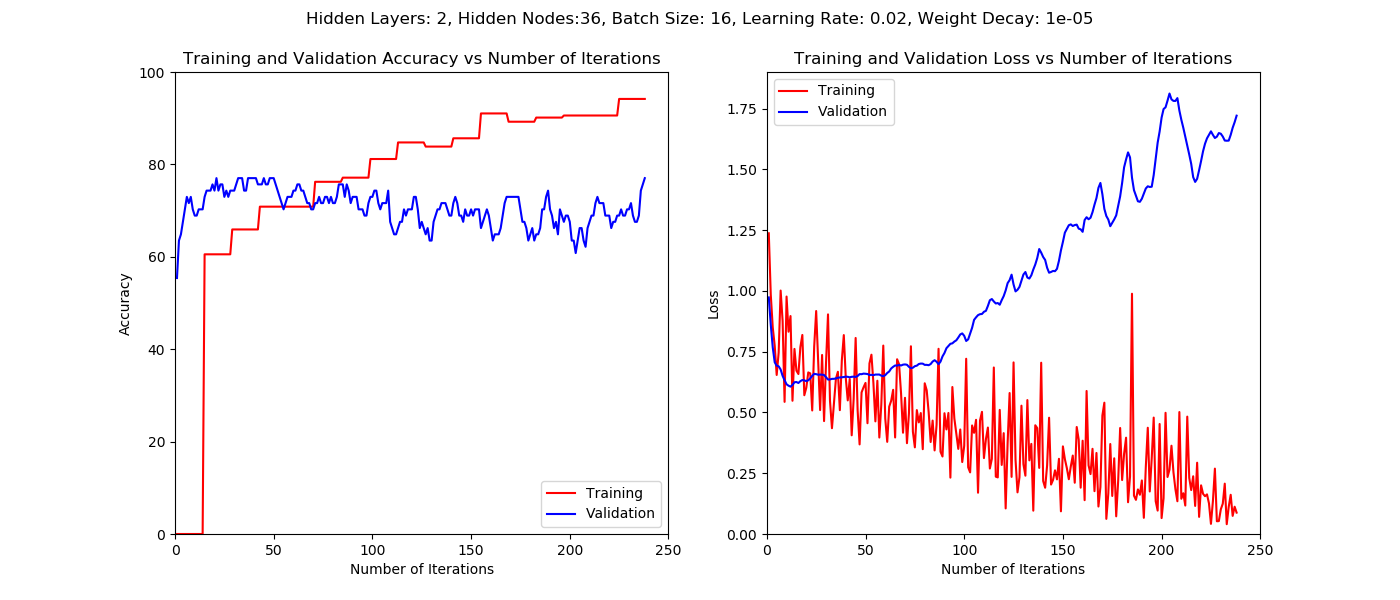 Hidden Layers: 2, Hidden Nodes:36, Batch Size: 16, Learning Rate: 0.02, Weight Decay: 1e-05
Training and Validation Accuracy vs Number of Iterations
100
80
60
40
20
0
Accuracy
0 50 100 150 200 250
Number of Iterations
Training
Validation
Training and Validation Loss vs Number of Iterations
Training
Validation
1.75
1.50
1.25
1.00
0.75
0.50
0.25
0.00
Loss
0 50 100 150 200 250
Number of Iterations